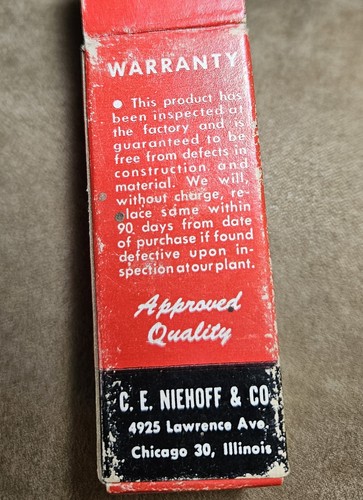 WARRANTY
● This product has
been inspected at
the factory and is
guaranteed to be
free from defects in
construction and
material. We will,
without charge, re-
place same within
90 days from date
of purchase if found
defective upon in-
spection at our plant.
Approved
Quality
C. E. NIEHOFF & CO.
4925 Lawrence Ave.
Chicago 30, Illinois